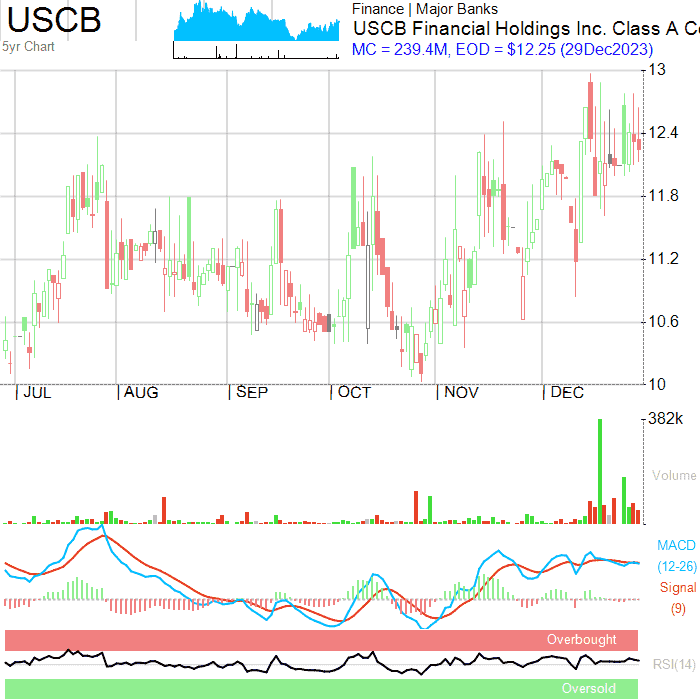 USCB
5yr Chart
Finance | Major Banks
USCB Financial Holdings Inc. Class A Co
MC = 239.4M, EOD = $12.25 (29Dec2023)
13
12.4
11.8
11.2
10.6
10
JUL
AUG
SEP
OCT
NOV
DEC
382k
Volume
MACD
(12-26)
Signal
(9)
Overbought
RSI(14)
Oversold